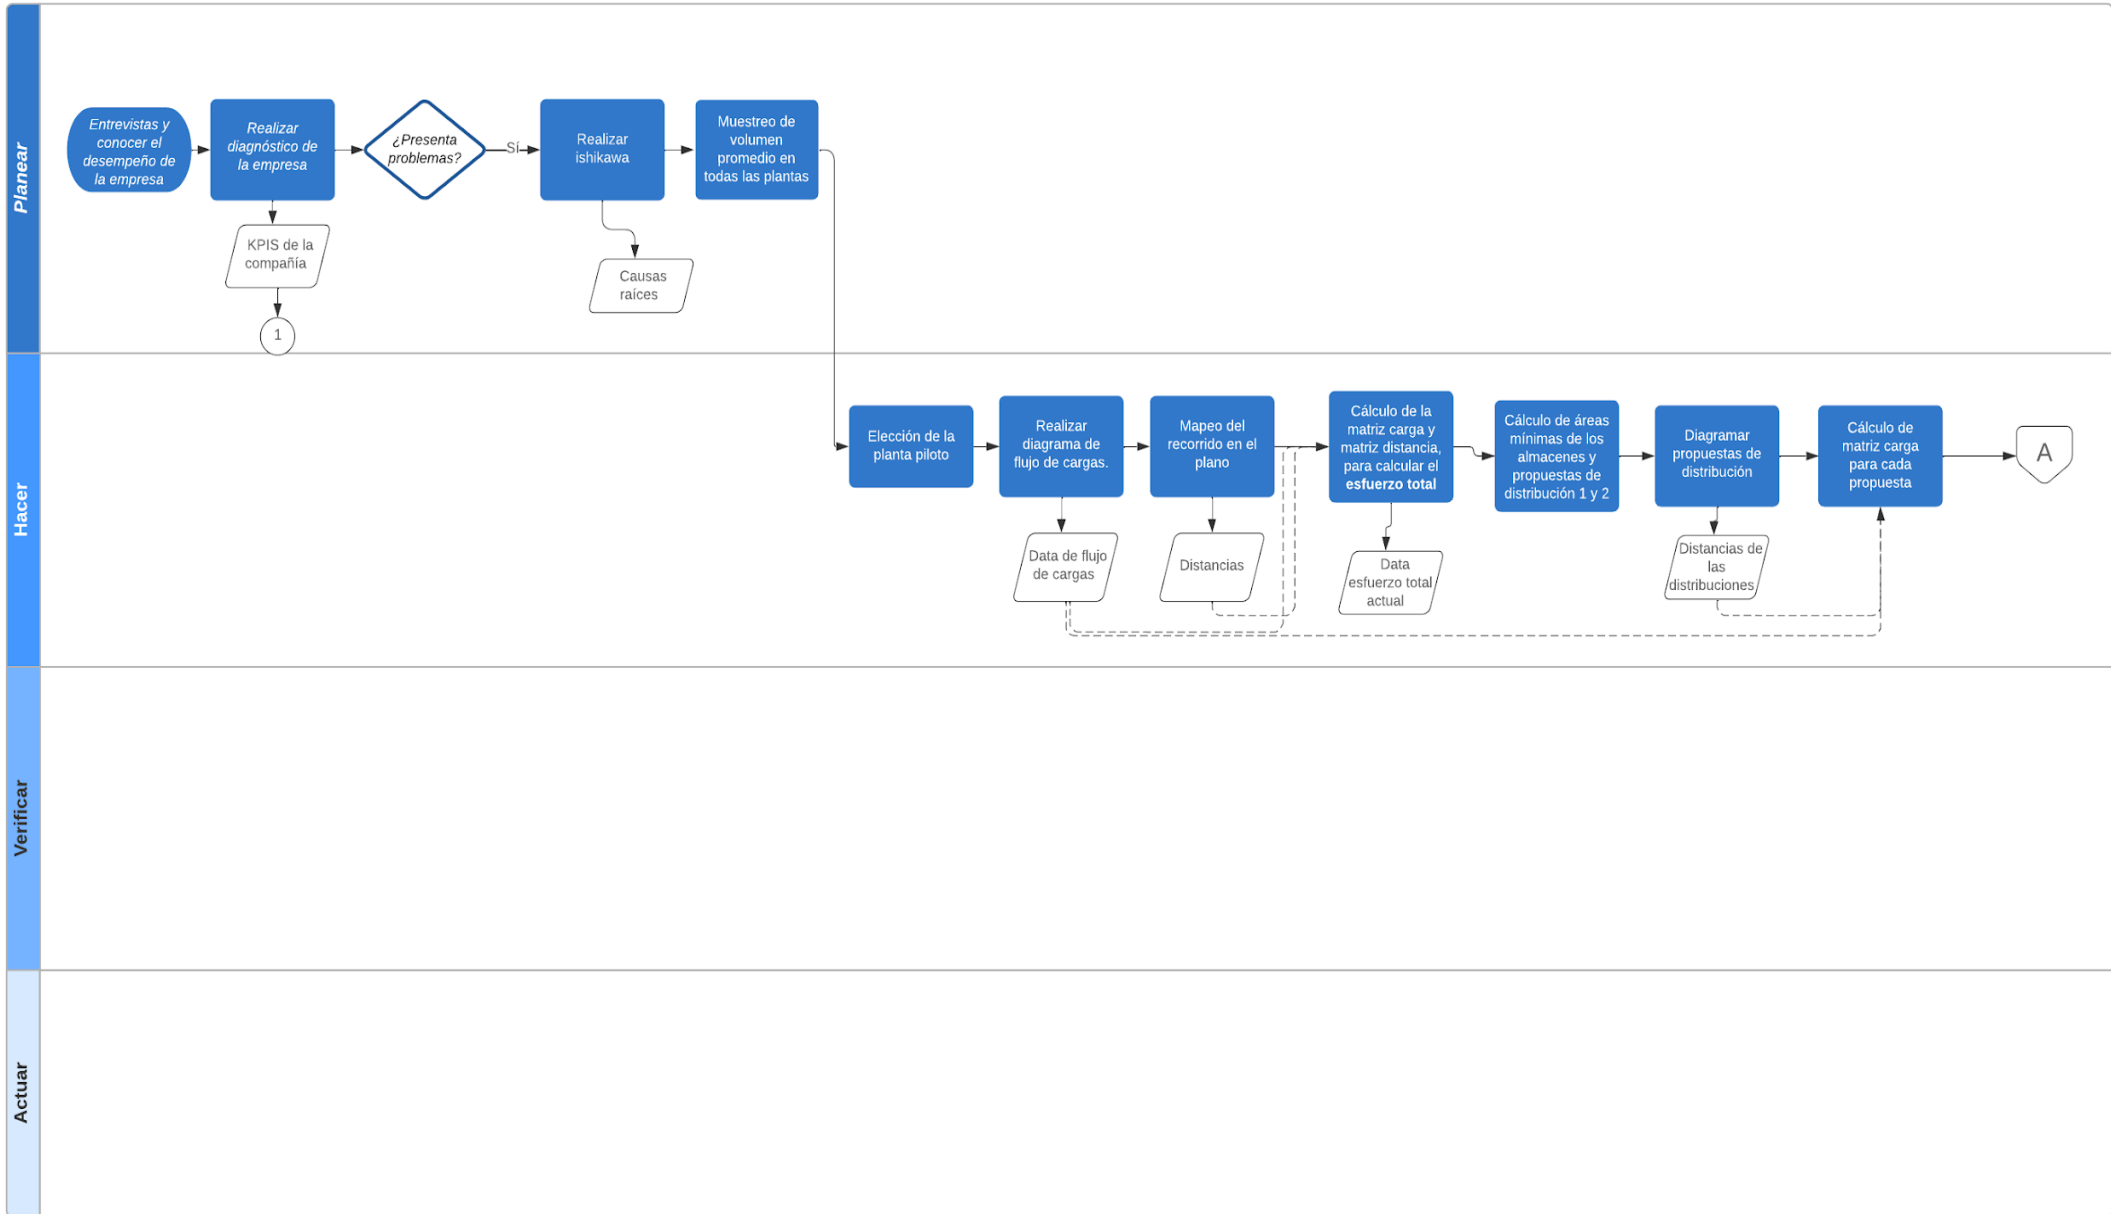 Planear
Entrevistas y
conocer el
desempeño de
la empresa
Realizar
diagnóstico de
la empresa
¿Presenta
problemas?
Sí
Realizar
ishikawa
Muestreo de
volumen
promedio en
todas las plantas
KPIS de la
compañía
Causas
raíces
1
Hacer
Elección de la
planta piloto
Realizar
diagrama de
flujo de cargas.
Mapeo del
recorrido en el
plano
Cálculo de la
matriz carga y
matriz distancia,
para calcular el
esfuerzo total
Cálculo de áreas
mínimas de los
almacenes y
propuestas de
distribución 1 y 2
Diagramar
propuestas de
distribución
Cálculo de
matriz carga
para cada
propuesta
A
Data de flujo
de cargas
Distancias
Data
esfuerzo total
actual
Distancias de
las
distribuciones
Verificar
Actuar